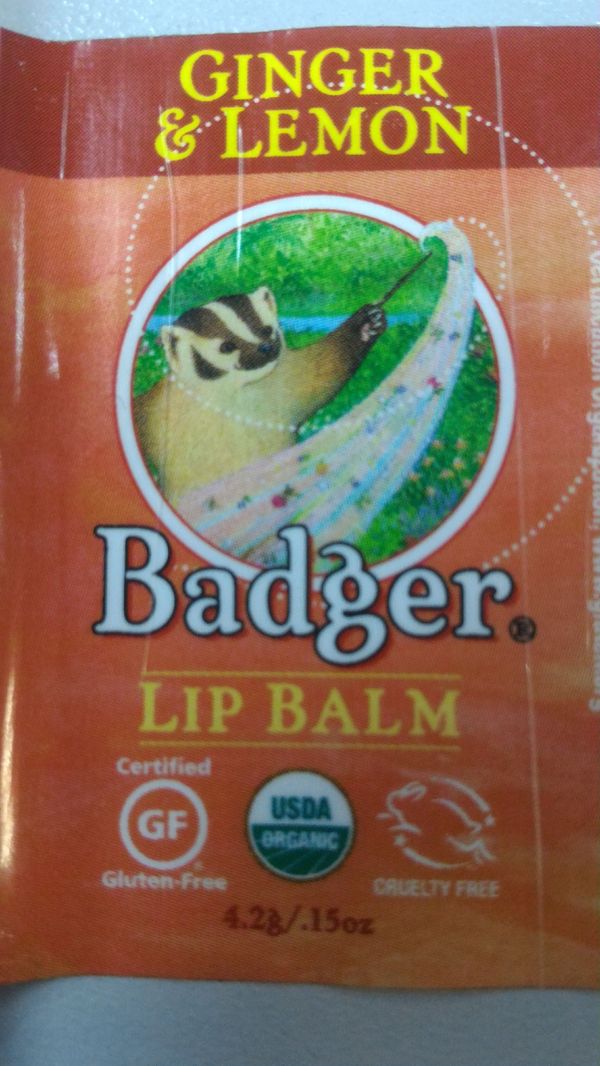 GINGER
& LEMON
Badger®
LIP BALM
Certified
GF
Gluten-Free
USDA
ORGANIC
CRUELTY FREE
4.2g/.15oz